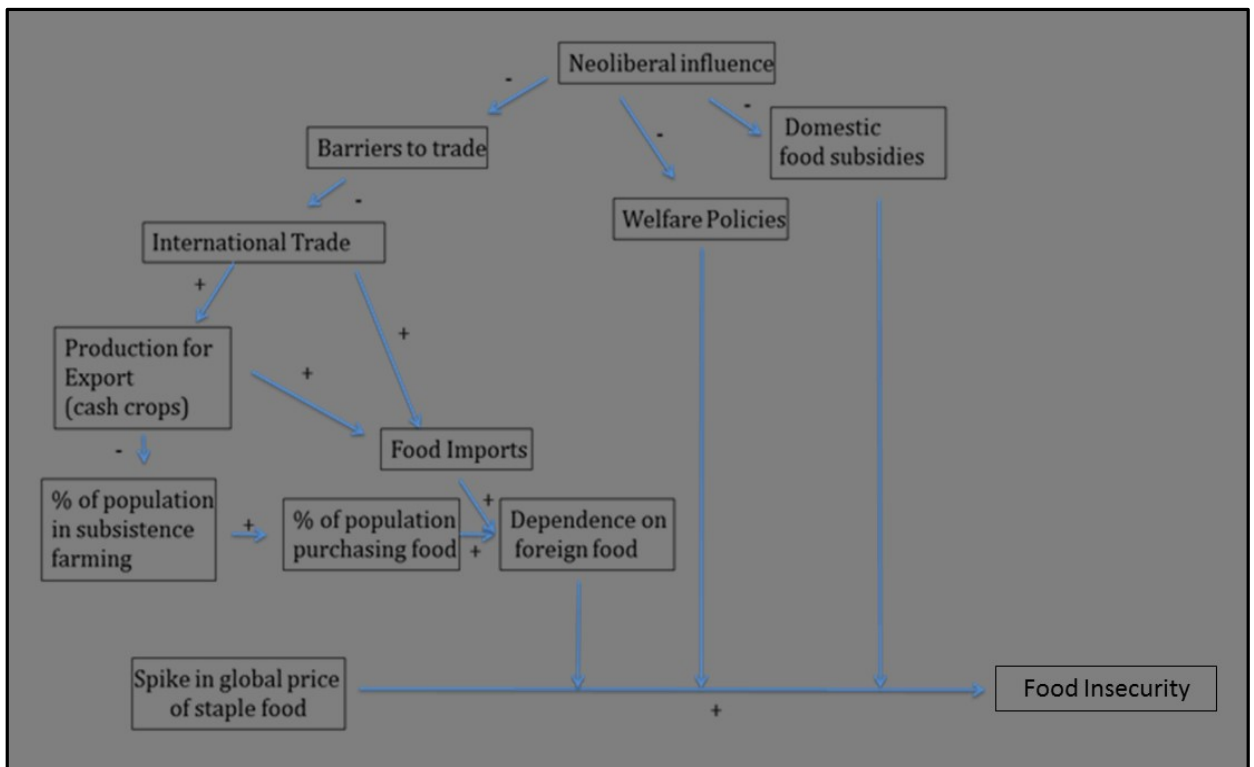 Neoliberal influence
-
-
-
Domestic
food subsidies
Barriers to trade
-
Welfare Policies
International Trade
+
+
Production for
Export
(cash crops)
+
-
Food Imports
% of population
in subsistence
farming
+
% of population
purchasing food
+
+
Dependence on
foreign food
Spike in global price
of staple food
+
Food Insecurity